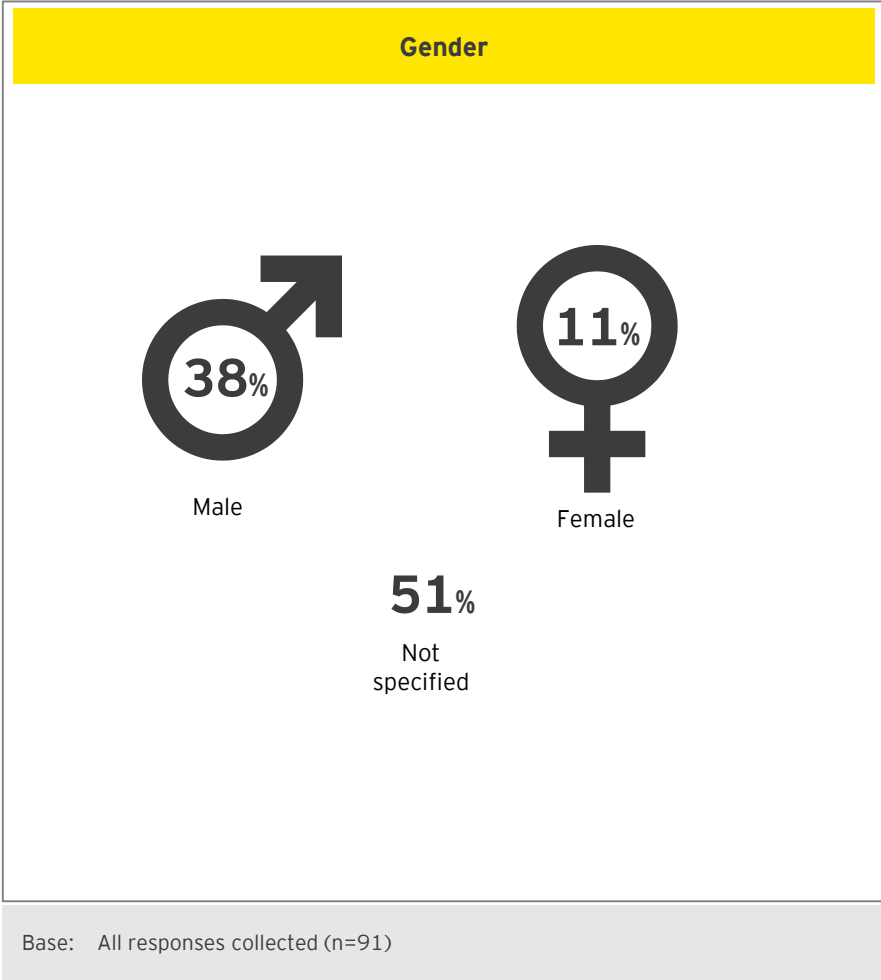 Gender
38%
11%
Male
Female
51%
Not
specified
Base: All responses collected (n=91)